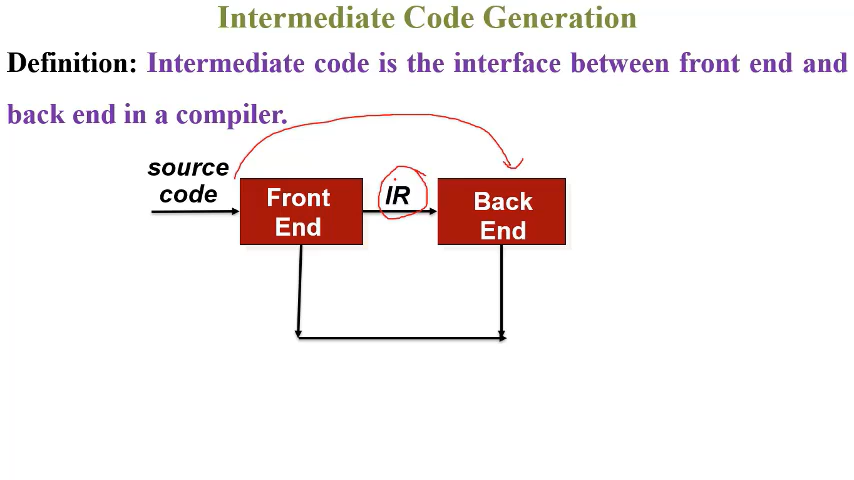 Intermediate Code Generation
Definition: Intermediate code is the interface between front end and
back end in a compiler.
source
code
Front
End
IR
Back
End